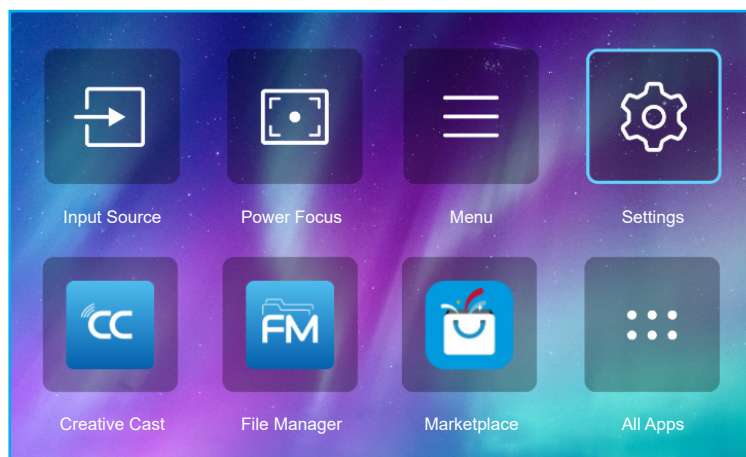 Input Source
Power Focus
Menu
Settings
CC
FM
Creative Cast
File Manager
Marketplace
All Apps